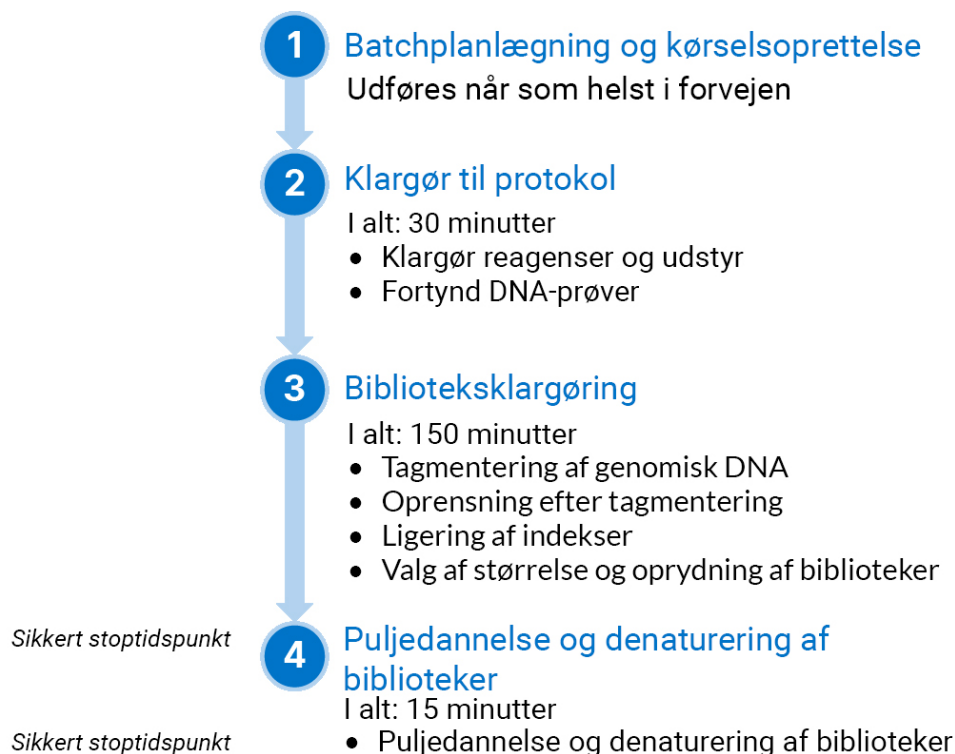 1 Batchplanlægning og kørselsoprettelse
Udføres når som helst i forvejen
2 Klargør til protokol
I alt: 30 minutter
• Klargør reagenser og udstyr
• Fortynd DNA-prøver
3 Biblioteksklargøring
I alt: 150 minutter
• Tagmentering af genomisk DNA
• Oprensning efter tagmentering
• Ligering af indekser
• Valg af størrelse og oprydning af biblioteker
Sikkert stoptidspunkt
4 Puljedannelse og denaturering af
biblioteker
I alt: 15 minutter
Sikkert stoptidspunkt
• Puljedannelse og denaturering af biblioteker